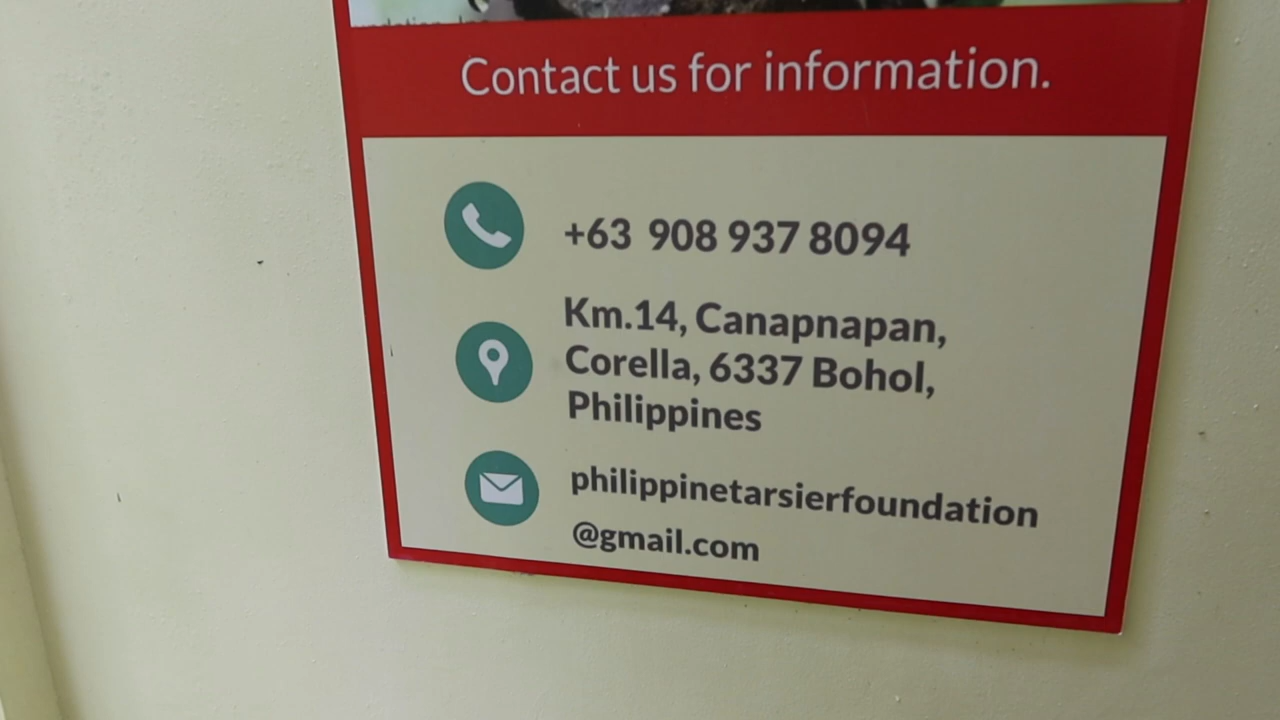 Contact us for information.
+63 908 937 8094
Km.14, Canapnapan,
Corella, 6337 Bohol,
Philippines
philippinetarsierfoundation
@gmail.com